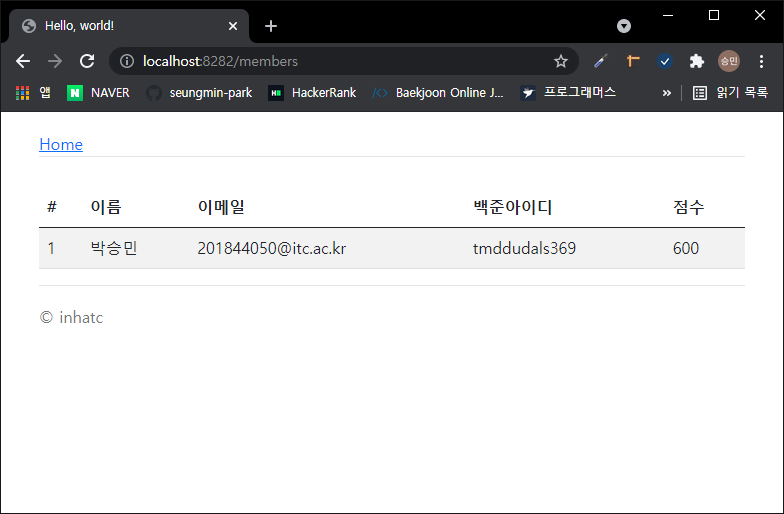 Hello, world!
localhost:8282/members
승민
앱 NAVER seungmin-park HackerRank Baekjoon Online J... 프로그래머스 » 읽기 목록
Home
# 이름 이메일 백준아이디 점수
1 박승민 201844050@itc.ac.kr tmddudals369 600
© inhatc